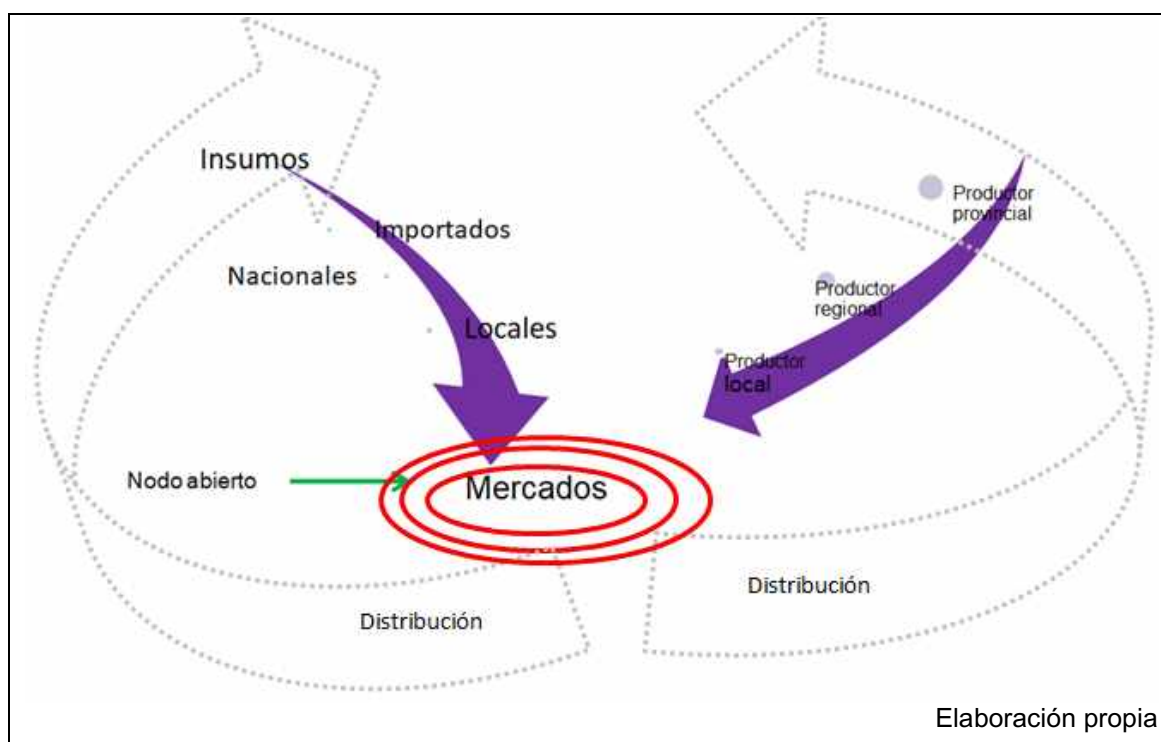 Insumos
Importados
Nacionales
Locales
Productor
provincial
Productor
regional
Productor
local
Nodo abierto
Mercados
Distribución
Distribución
Elaboración propia